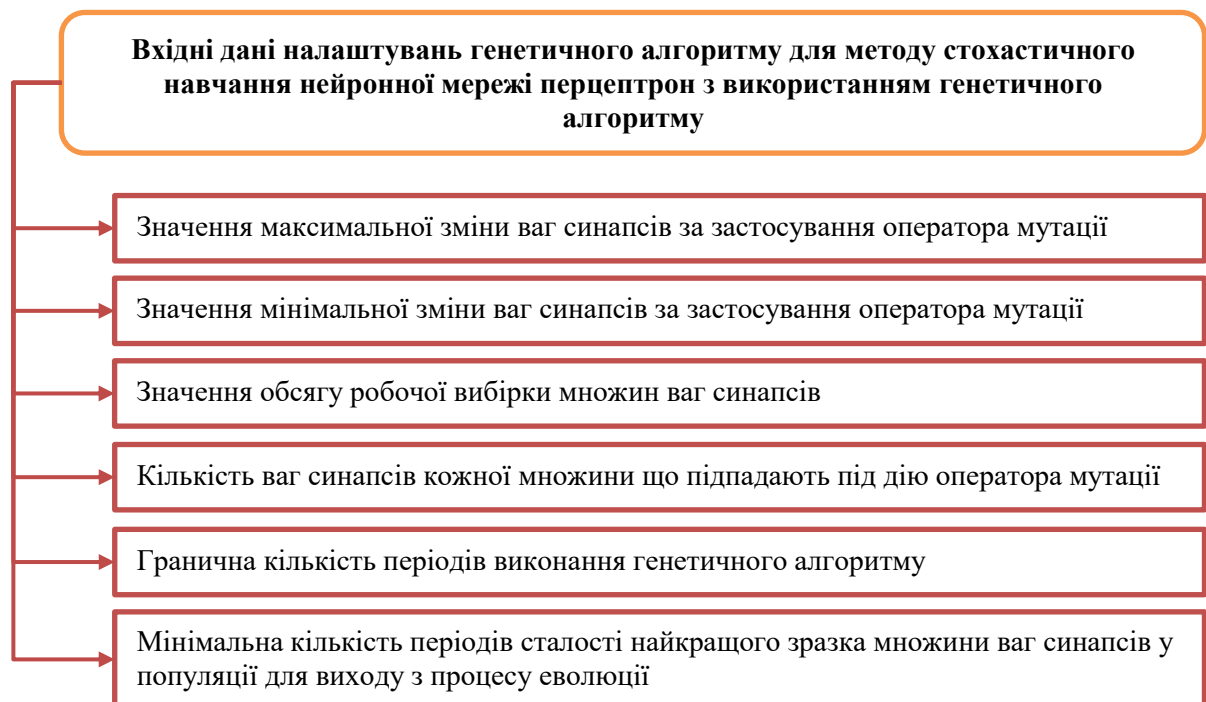 Вхідні дані налаштувань генетичного алгоритму для методу стохастичного
навчання нейронної мережі перцептрон з використанням генетичного
алгоритму
Значення максимальної зміни ваг синапсів за застосування оператора мутації
Значення мінімальної зміни ваг синапсів за застосування оператора мутації
Значення обсягу робочої вибірки множин ваг синапсів
Кількість ваг синапсів кожної множини що підпадають під дію оператора мутації
Гранична кількість періодів виконання генетичного алгоритму
Мінімальна кількість періодів сталості найкращого зразка множини ваг синапсів у
популяції для виходу з процесу еволюції